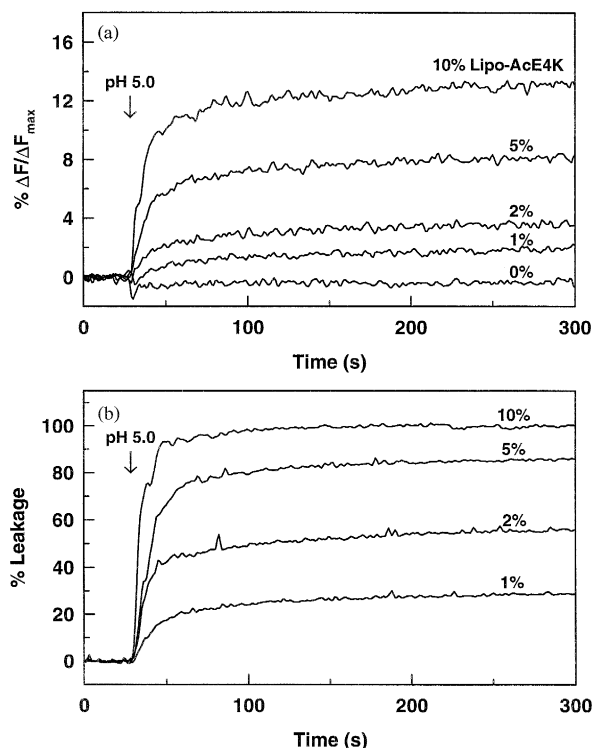 (a)
16
12
8
4
0
% ΔF/ΔFmax
pH 5.0
10% Lipo-AcE4K
5%
2%
1%
0%
0 100 200 300
Time (s)
(b)
100
80
60
40
20
0
% Leakage
pH 5.0
10%
5%
2%
1%
0 100 200 300
Time (s)